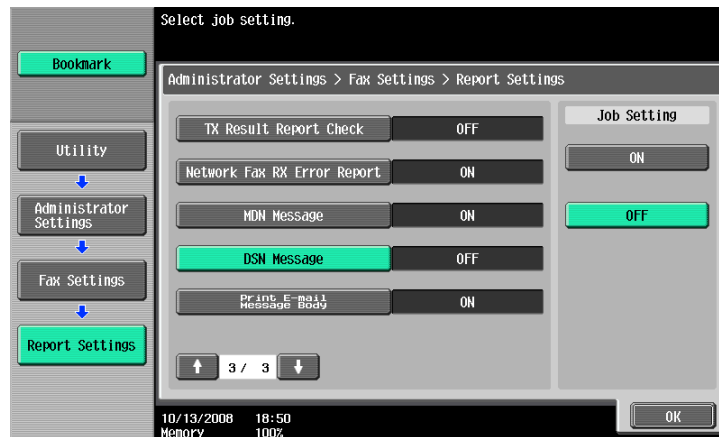 Select job setting.
Bookmark
Administrator Settings > Fax Settings > Report Settings
Utility
Administrator
Settings
Fax Settings
Report Settings
TX Result Report Check OFF
Network Fax RX Error Report ON
MDN Message ON
DSN Message OFF
Print E-mail
Message Body ON
3/ 3
Job Setting
ON
OFF
10/13/2008 18:50
Memory 100%
OK